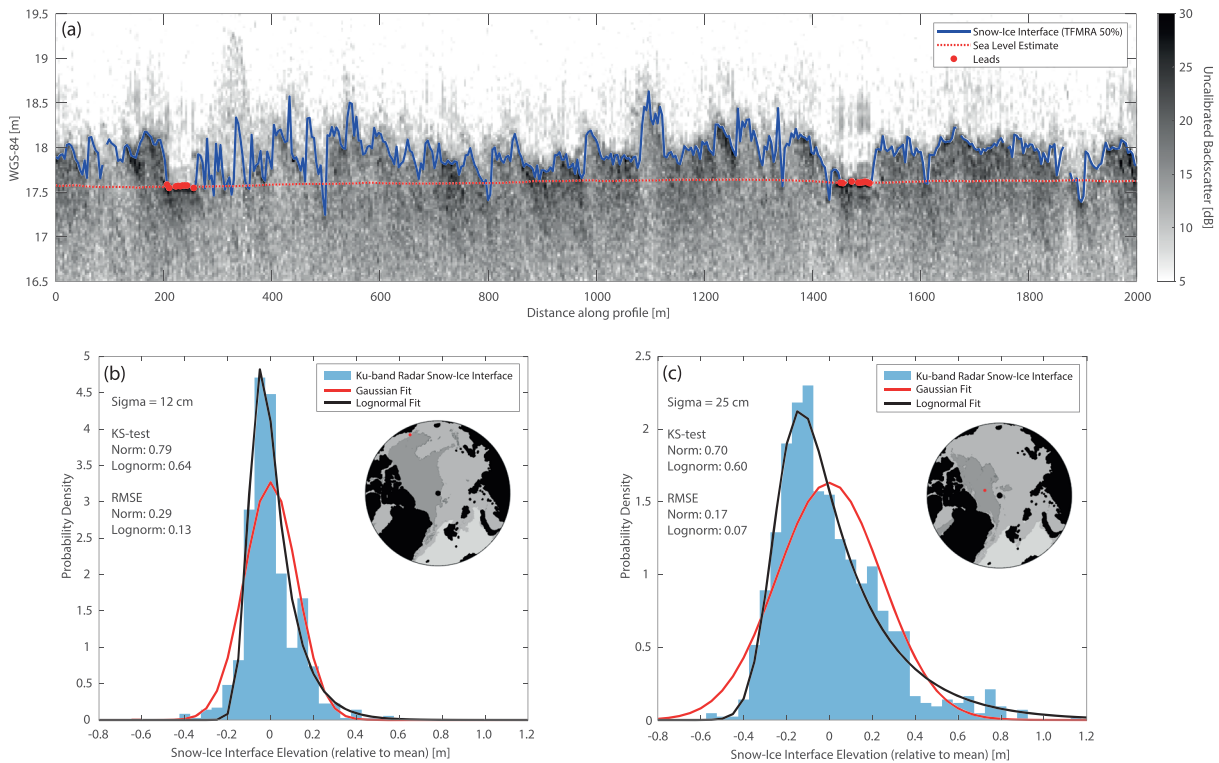 (a)
19.5
19
18.5
18
17.5
17
16.5
WGS-84 [m]
Snow-Ice Interface (TFMRA 50%)
Sea Level Estimate
Leads
0 200 400 600 800 1000 1200 1400 1600 1800 2000
Distance along profile [m]
30
25
20
15
10
5
Uncalibrated Backscatter [dB]
(b)
5
4.5
4
3.5
3
2.5
2
1.5
1
0.5
0
Probability Density
Ku-band Radar Snow-Ice Interface
Gaussian Fit
Lognormal Fit
Sigma = 12 cm
KS-test
Norm: 0.79
Lognorm: 0.64
RMSE
Norm: 0.29
Lognorm: 0.13
-0.8 -0.6 -0.4 -0.2 0 0.2 0.4 0.6 0.8 1.0 1.2
Snow-Ice Interface Elevation (relative to mean) [m]
(c)
2.5
2
1.5
1
0.5
0
Probability Density
Ku-band Radar Snow-Ice Interface
Gaussian Fit
Lognormal Fit
Sigma = 25 cm
KS-test
Norm: 0.70
Lognorm: 0.60
RMSE
Norm: 0.17
Lognorm: 0.07
-0.8 -0.6 -0.4 -0.2 0 0.2 0.4 0.6 0.8 1.0 1.2
Snow-Ice Interface Elevation (relative to mean) [m]